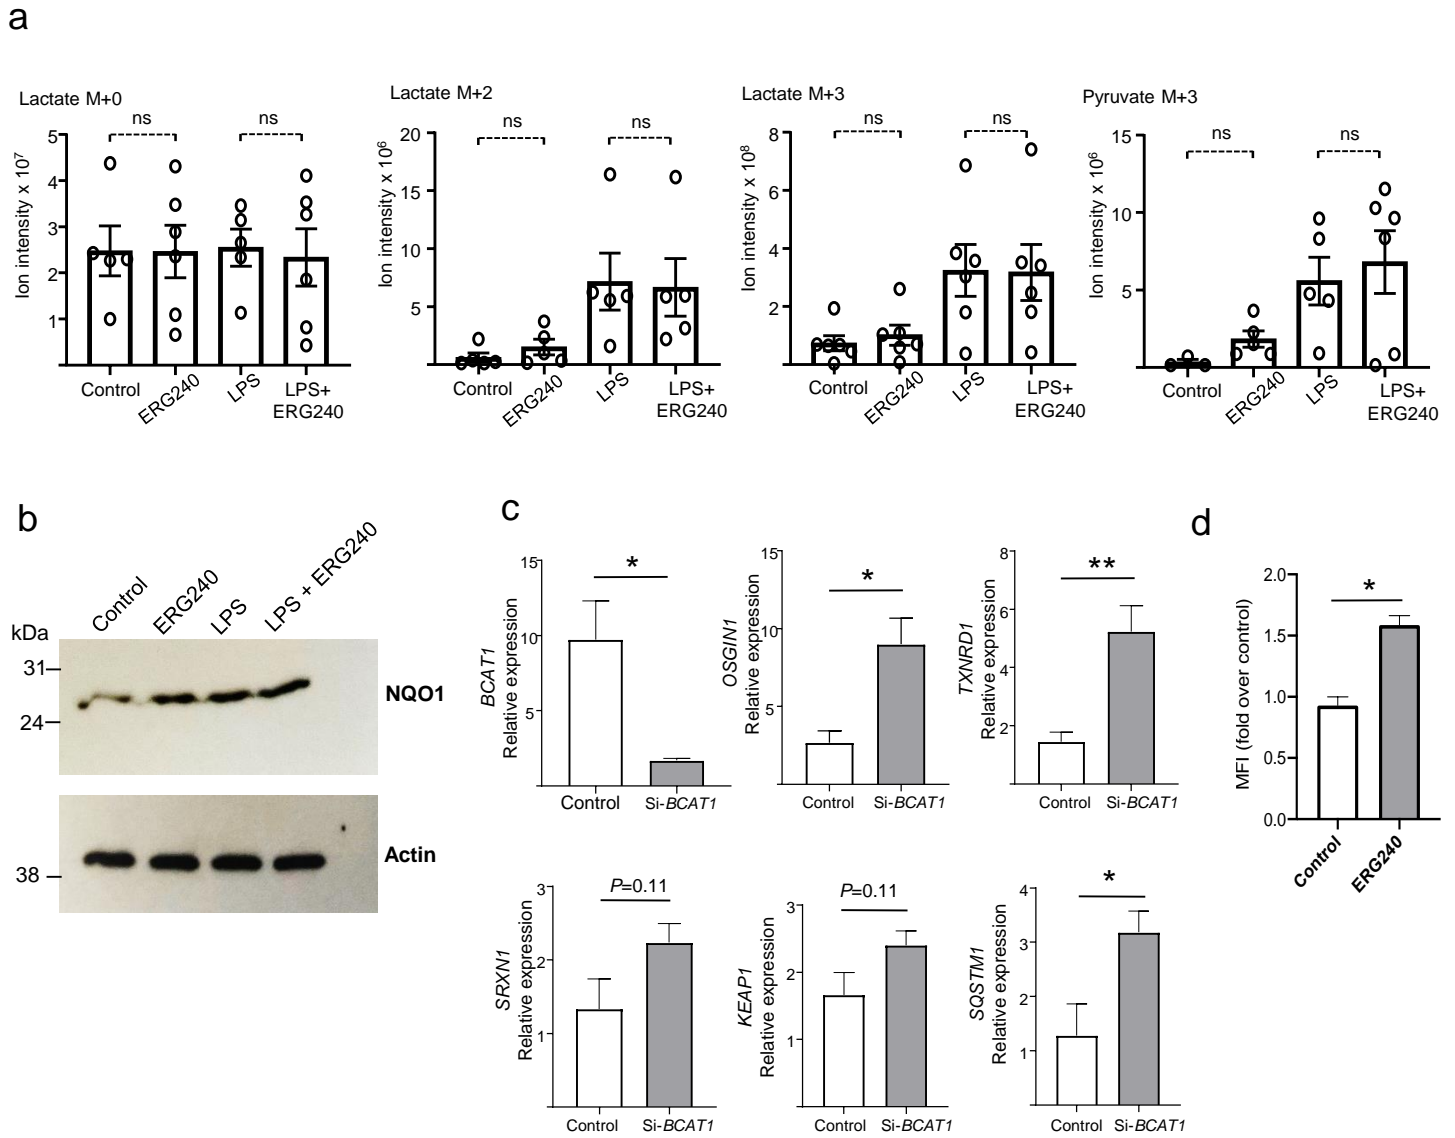 a
Lactate M+0
Ion intensity x 10⁷
5
4
3
2
1
ns
ns
Control
ERG240
LPS
LPS+
ERG240
Lactate M+2
Ion intensity x 10⁶
20
15
10
5
ns
ns
Control
ERG240
LPS
LPS+
ERG240
Lactate M+3
Ion intensity x 10⁸
8
6
4
2
ns
ns
Control
ERG240
LPS
LPS+
ERG240
Pyruvate M+3
Ion intensity x 10⁶
15
10
5
ns
ns
Control
ERG240
LPS
LPS+
ERG240
b
Control
ERG240
LPS
LPS + ERG240
kDa
31
24
NQO1
38
Actin
c
BCAT1
Relative expression
15
10
5
*
Control
Si-BCAT1
OSGIN1
Relative expression
15
10
5
*
Control
Si-BCAT1
TXNRD1
Relative expression
8
6
4
2
**
Control
Si-BCAT1
SRXN1
Relative expression
3
2
1
P=0.11
Control
Si-BCAT1
KEAP1
Relative expression
3
2
1
P=0.11
Control
Si-BCAT1
SQSTM1
Relative expression
4
3
2
1
*
Control
Si-BCAT1
d
MFI (fold over control)
2.0
1.5
1.0
0.5
0.0
*
Control
ERG240